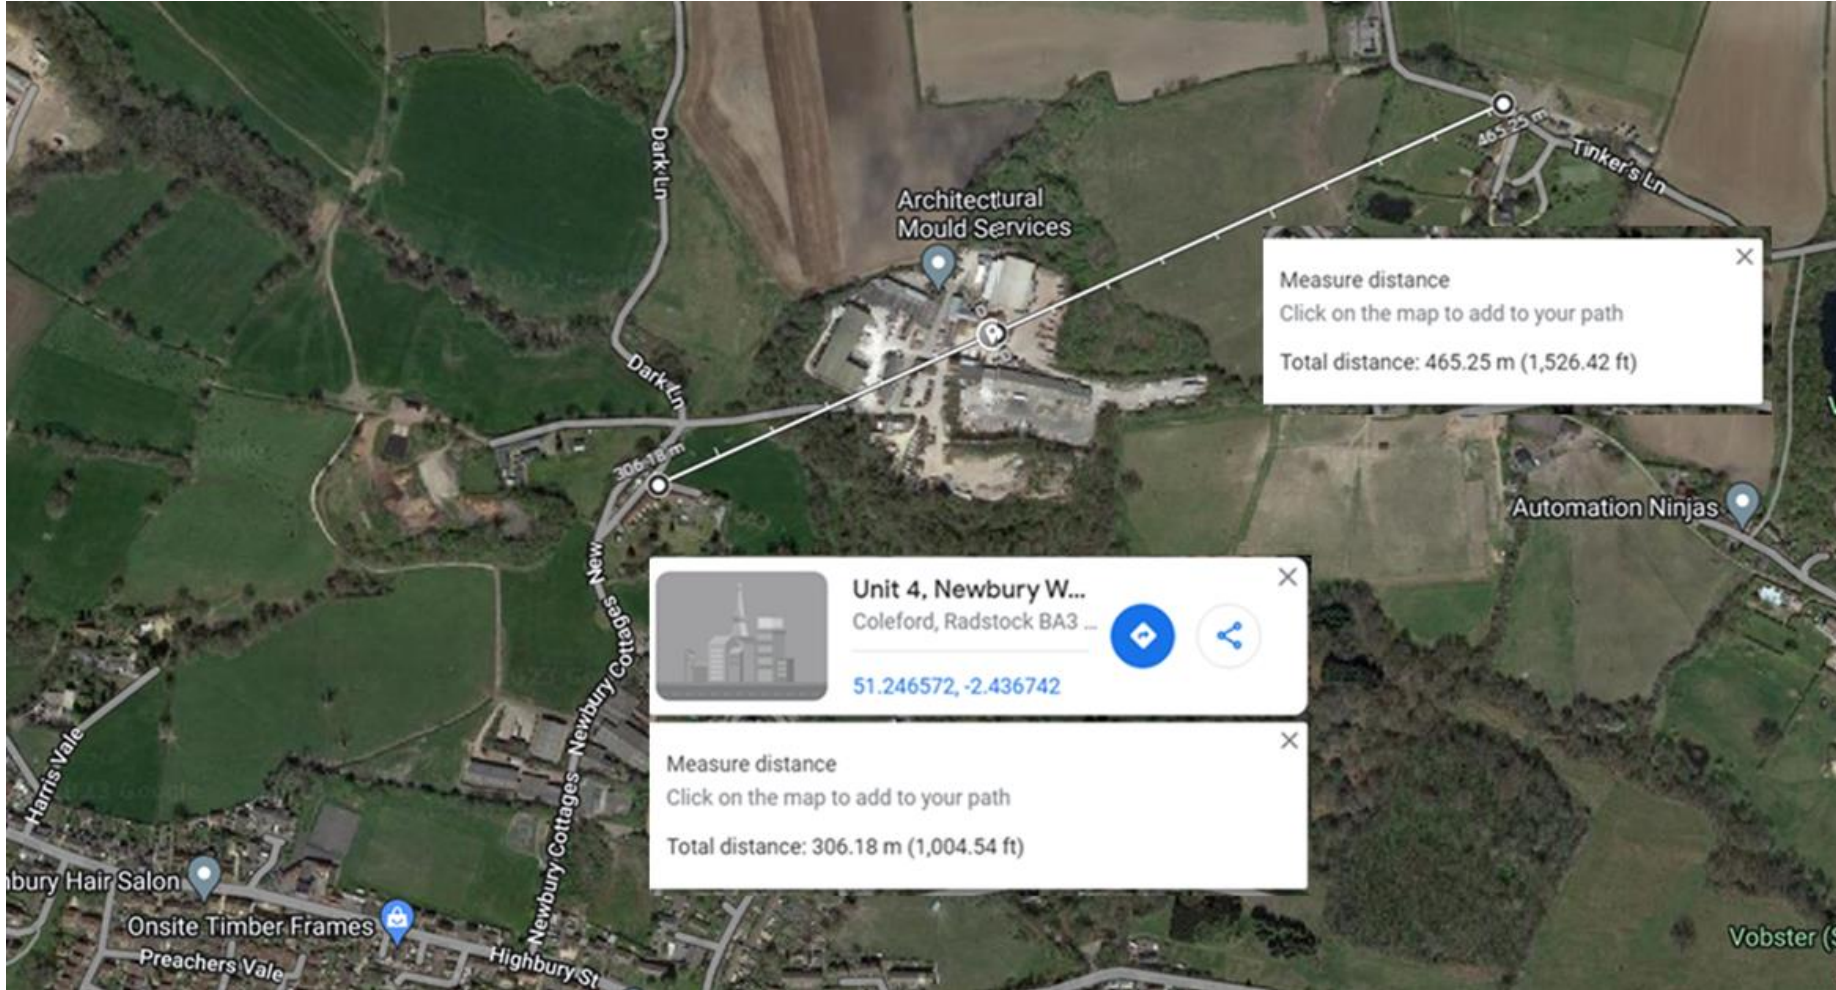 Dark Ln
Architectural
Mould Services
465.25 m
Tinker's Ln
Measure distance
Click on the map to add to your path
Total distance: 465.25 m (1,526.42 ft)
Dark Ln
306.18 m
Automation Ninjas
New
Newbury Cottages
Unit 4, Newbury W...
Coleford, Radstock BA3 ...
51.246572, -2.436742
Measure distance
Click on the map to add to your path
Total distance: 306.18 m (1,004.54 ft)
Harris Vale
Newbury Cottages
nbury Hair Salon
Onsite Timber Frames
Preachers Vale
Newbury Cottages
Highbury St
Vobster (S